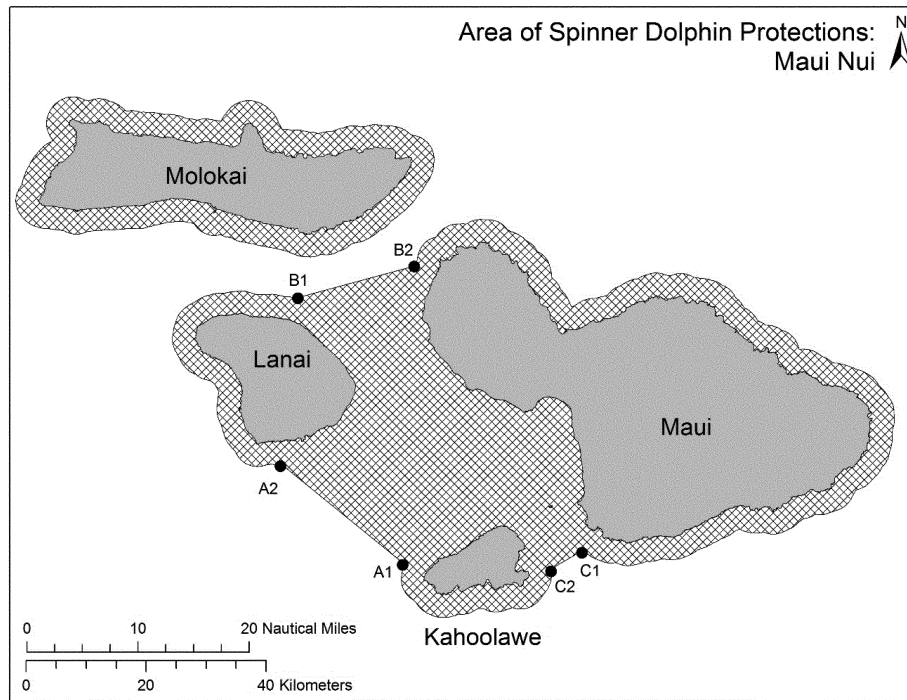 Area of Spinner Dolphin Protections:
Maui Nui
N
Molokai
B2
B1
Lanai
Maui
A2
A1
C1
C2
Kahoolawe
0 10 20 Nautical Miles
0 20 40 Kilometers